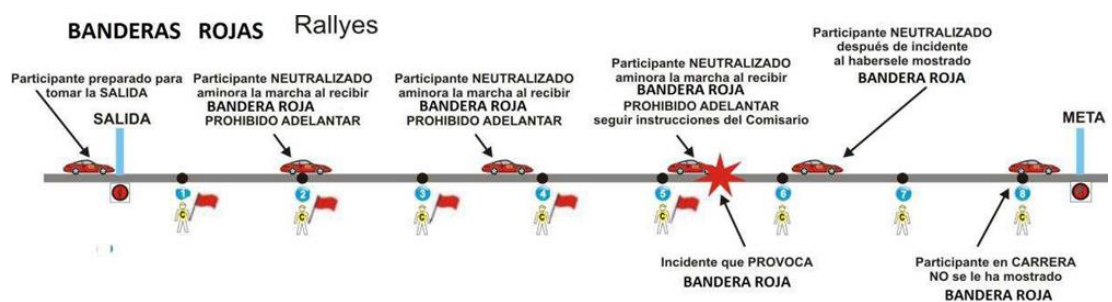 BANDERAS ROJAS Rallyes
Participante preparado para
tomar la SALIDA
SALIDA
Participante NEUTRALIZADO
aminora la marcha al recibir
BANDERA ROJA
PROHIBIDO ADELANTAR
Participante NEUTRALIZADO
aminora la marcha al recibir
BANDERA ROJA
PROHIBIDO ADELANTAR
Participante NEUTRALIZADO
aminora la marcha al recibir
BANDERA ROJA
PROHIBIDO ADELANTAR
seguir instrucciones del Comisario
Participante NEUTRALIZADO
después de incidente
al habersele mostrado
BANDERA ROJA
META
1 2 3 4 5 6 7 8
C C C C C C C C
Incidente que PROVOCA
BANDERA ROJA
Participante en CARRERA
NO se le ha mostrado
BANDERA ROJA